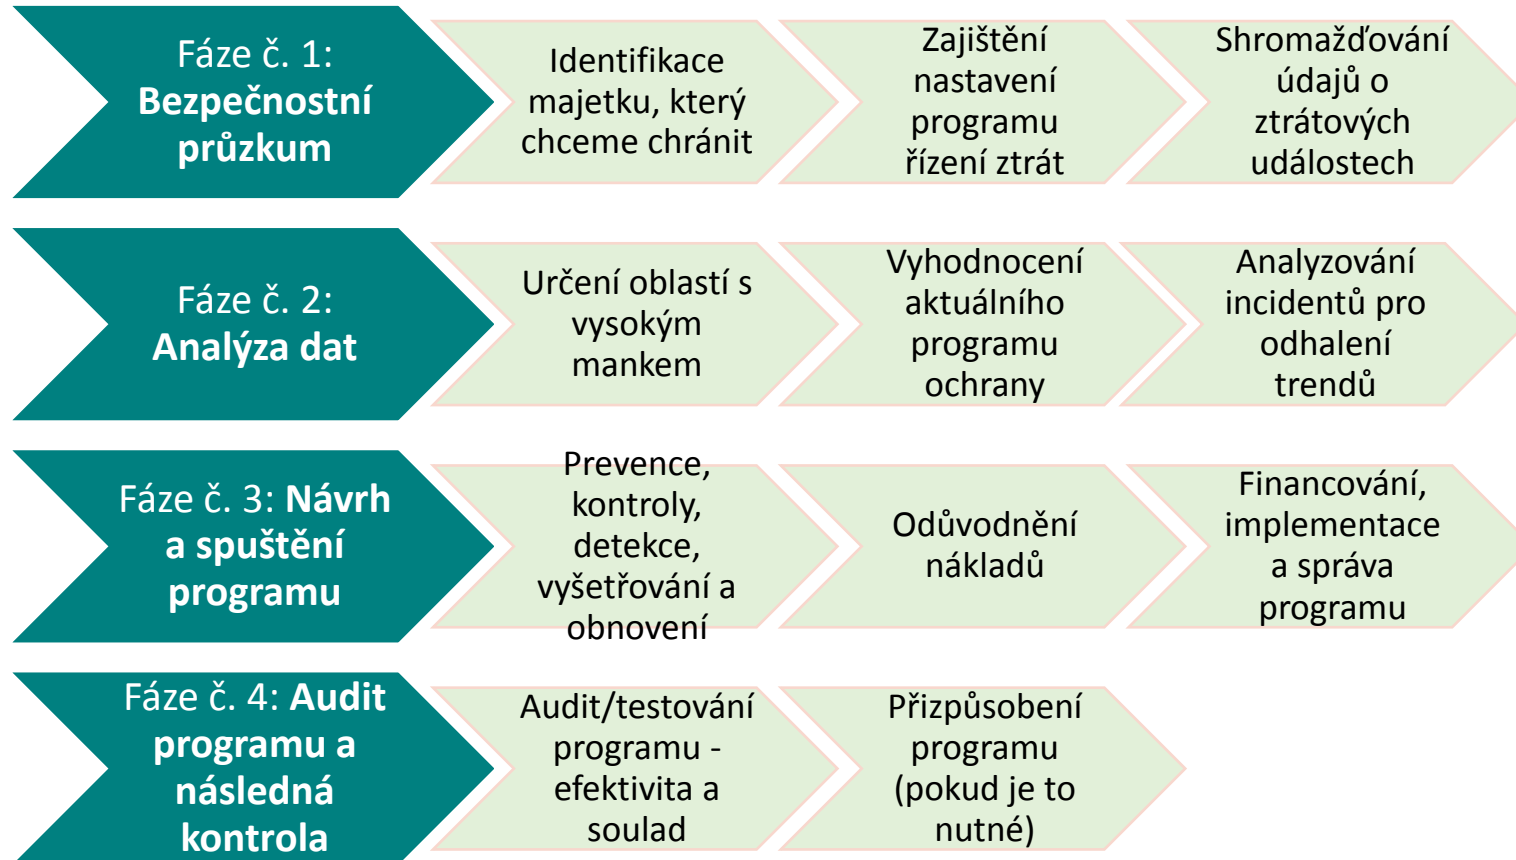 Fáze č. 1:
Bezpečnostní
průzkum
Identifikace
majetku, který
chceme chránit
Zajištění
nastavení
programu
řízení ztrát
Shromažďování
údajů o
ztrátových
událostech
Fáze č. 2:
Analýza dat
Určení oblastí s
vysokým
mankem
Vyhodnocení
aktuálního
programu
ochrany
Analyzování
incidentů pro
odhalení
trendů
Fáze č. 3: Návrh
a spuštění
programu
Prevence,
kontroly,
detekce,
vyšetřování a
obnovení
Odůvodnění
nákladů
Financování,
implementace
a správa
programu
Fáze č. 4: Audit
programu a
následná
kontrola
Audit/testování
programu -
efektivita a
soulad
Přizpůsobení
programu
(pokud je to
nutné)